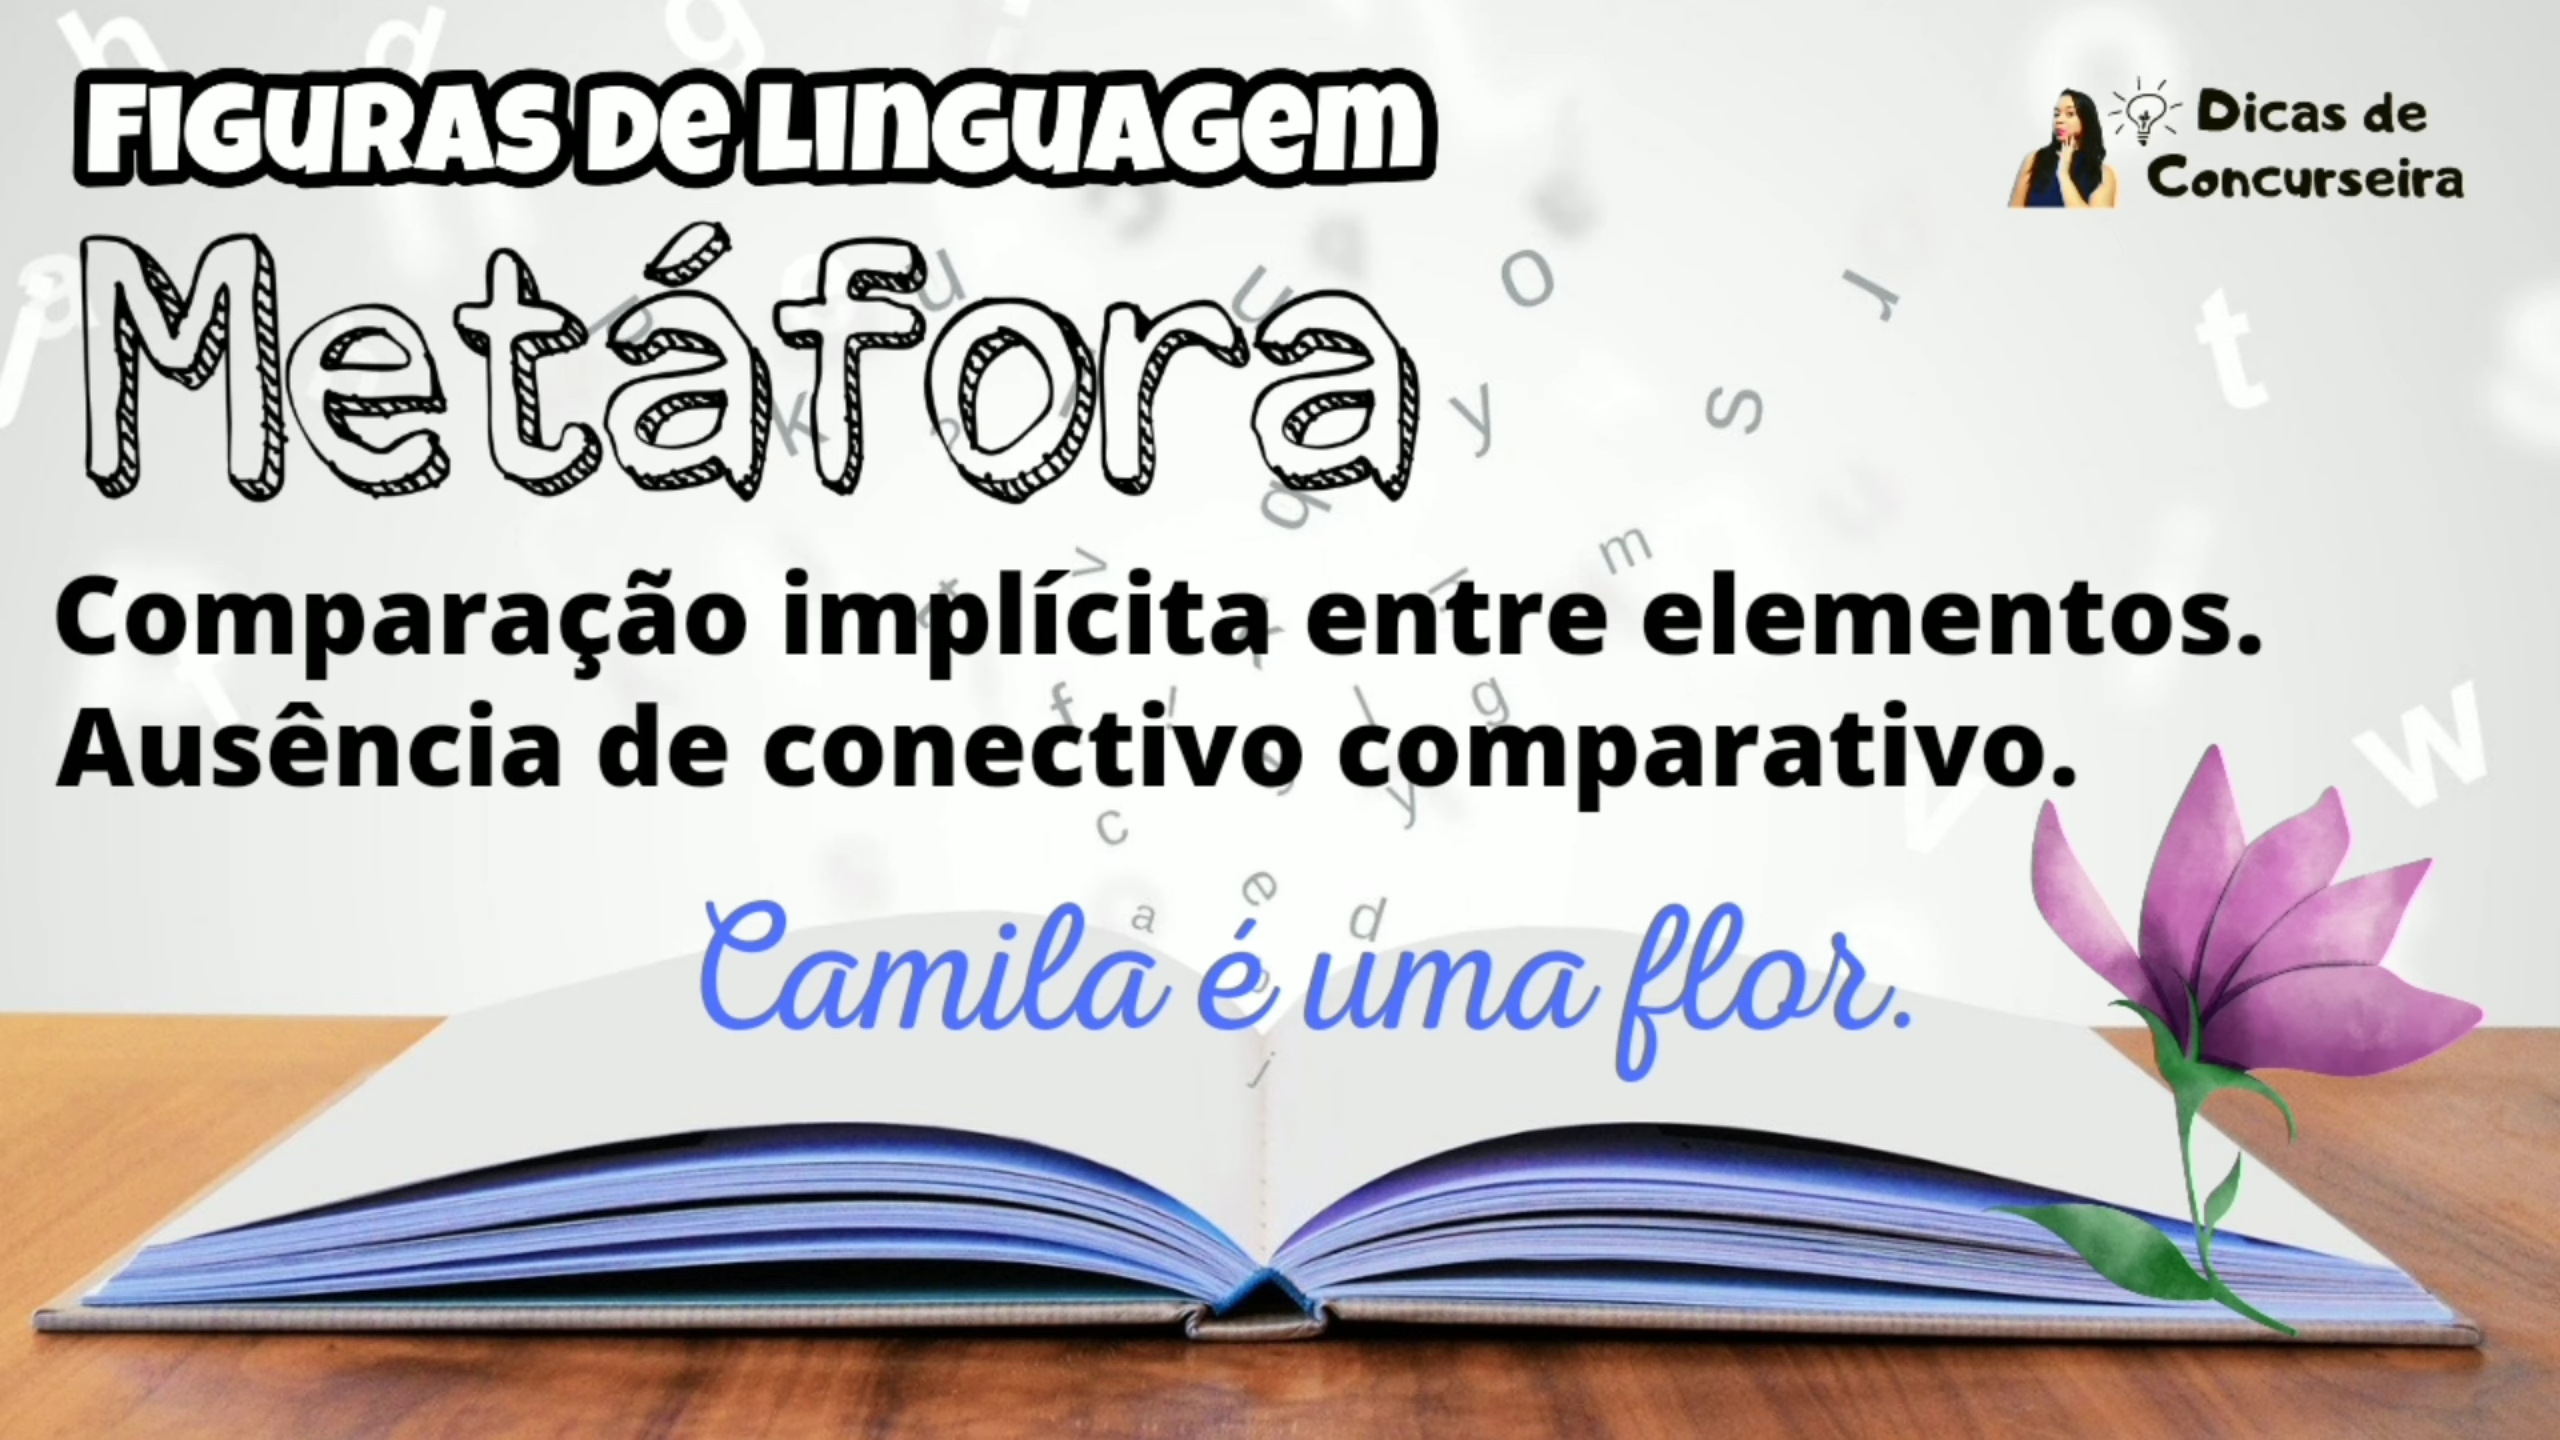 FIGURAS De LINGUAGem
Dicas de
Concurseira
Metáfora
Comparação implícita entre elementos.
Ausência de conectivo comparativo.
Camila é uma flor.